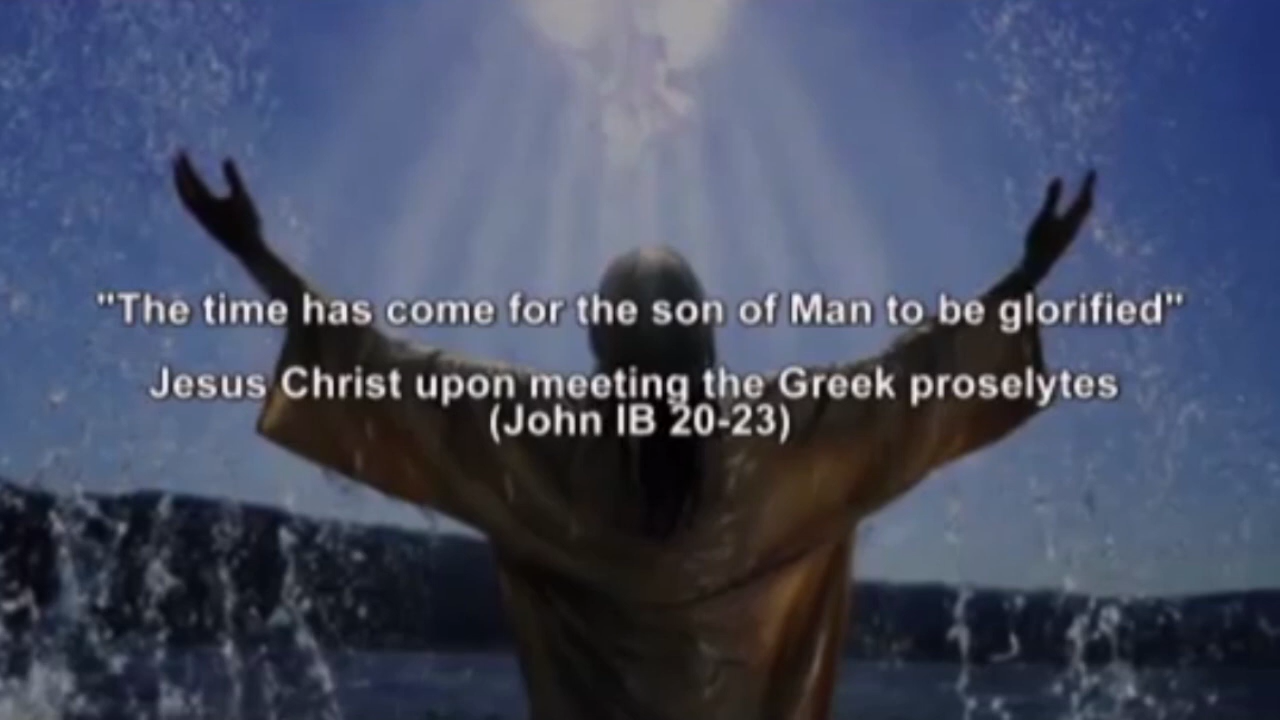 "The time has come for the son of Man to be glorified"
Jesus Christ upon meeting the Greek proselytes
(John IB 20-23)